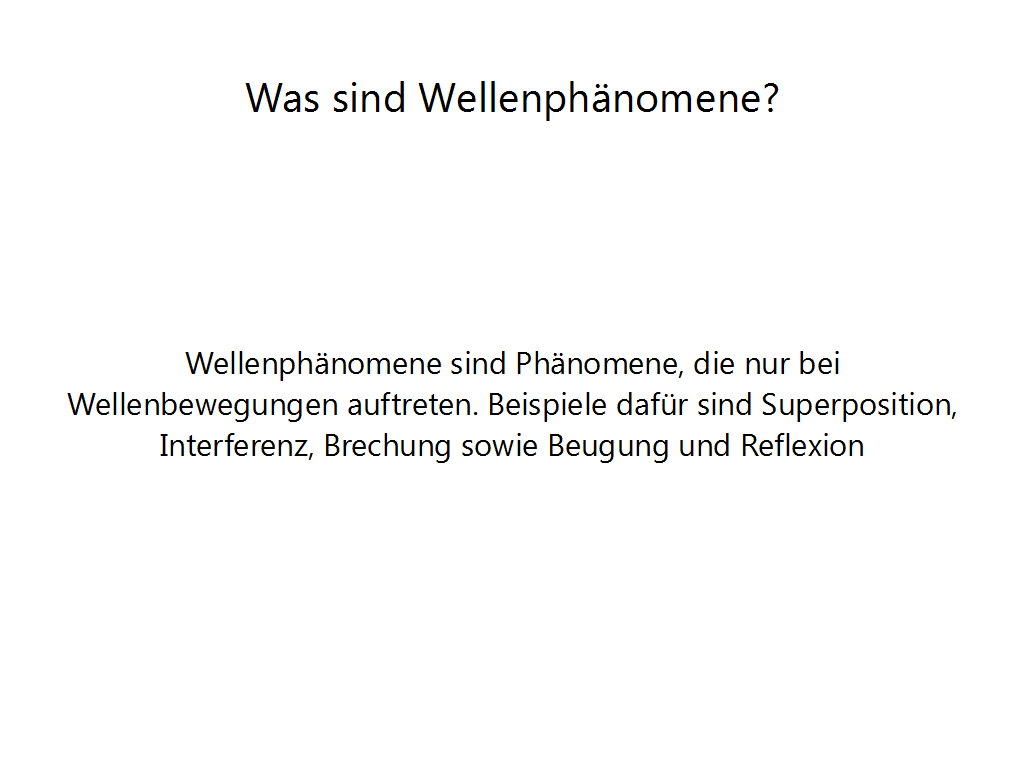 Was sind Wellenphänomene?
Wellenphänomene sind Phänomene, die nur bei
Wellenbewegungen auftreten. Beispiele dafür sind Superposition,
Interferenz, Brechung sowie Beugung und Reflexion